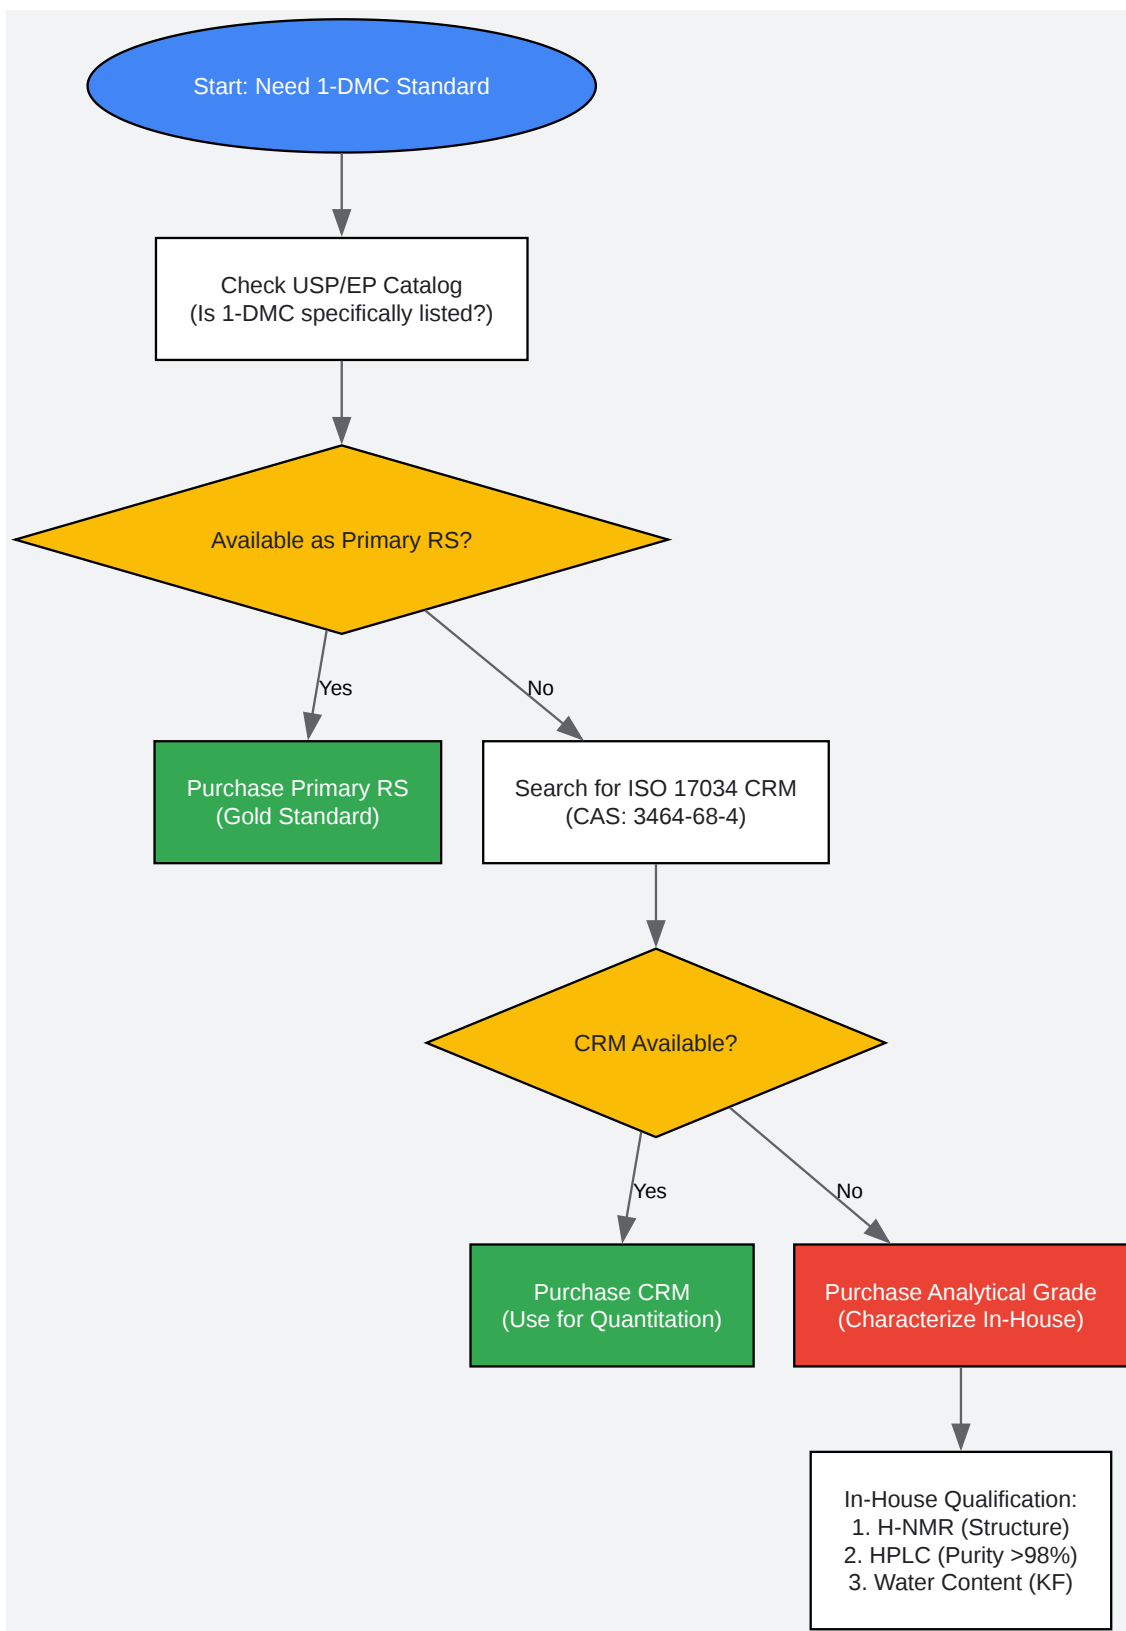 Start: Need 1-DMC Standard
Check USP/EP Catalog
(Is 1-DMC specifically listed?)
Available as Primary RS?
Yes
No
Purchase Primary RS
(Gold Standard)
Search for ISO 17034 CRM
(CAS: 3464-68-4)
CRM Available?
Yes
No
Purchase CRM
(Use for Quantitation)
Purchase Analytical Grade
(Characterize In-House)
In-House Qualification:
1. H-NMR (Structure)
2. HPLC (Purity >98%)
3. Water Content (KF)